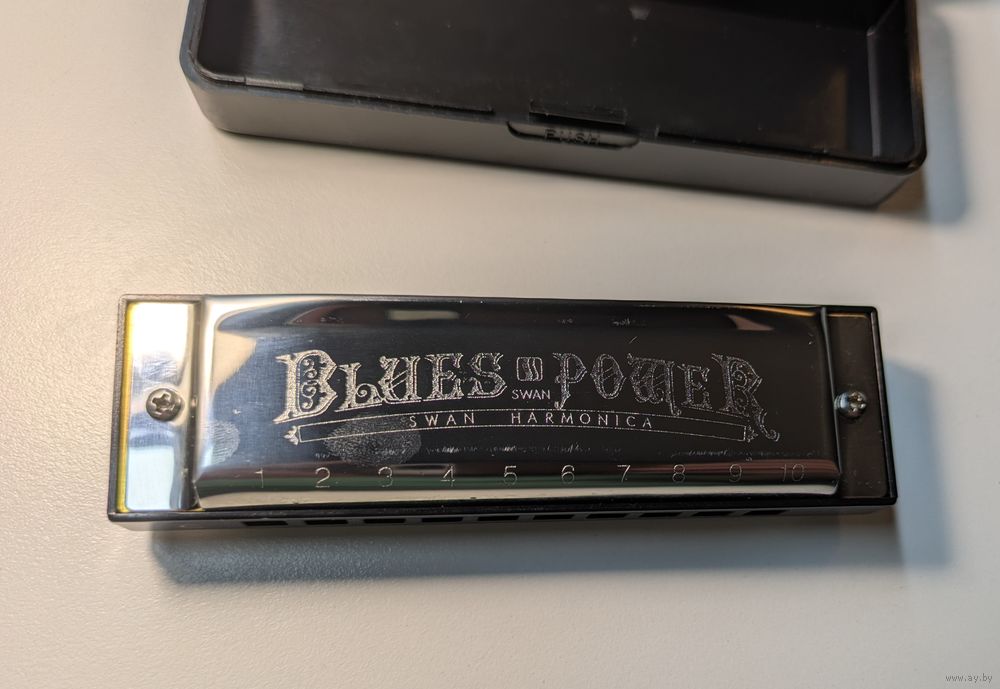 PUSH
BLUES SWAN POWER
SWAN HARMONICA
1 2 3 4 5 6 7 8 9 10
www.ay.by